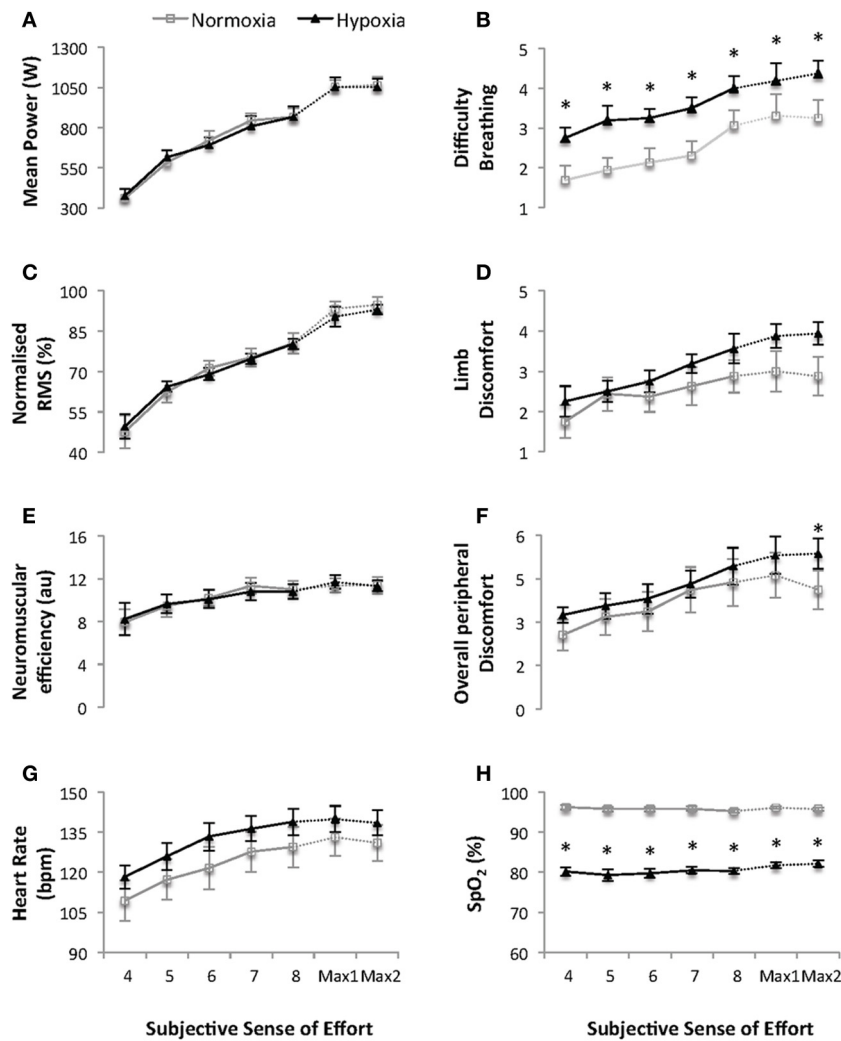 A
Normoxia
Hypoxia
Mean Power (W)
1300
1050
800
550
300
B
*
*
*
*
*
*
*
Difficulty
Breathing
5
4
3
2
1
C
Normalised
RMS (%)
100
85
70
55
40
D
Limb
Discomfort
5
4
3
2
1
E
Neuromuscular
efficiency (au)
16
12
8
4
0
F
*
Overall peripheral
Discomfort
6
5
3
2
0
G
Heart Rate
(bpm)
150
135
120
105
90
4 5 6 7 8 Max1 Max2
Subjective Sense of Effort
H
SpO2 (%)
100
90
80
70
60
*
*
*
*
*
*
*
4 5 6 7 8 Max1 Max2
Subjective Sense of Effort